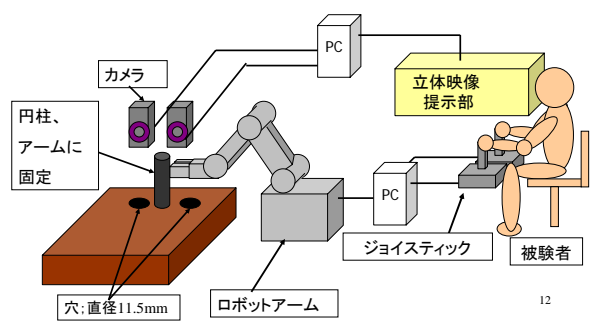 PC
カメラ
立体映像
提示部
円柱、
アームに
固定
PC
ジョイスティック
被験者
穴；直径11.5mm
ロボットアーム
12